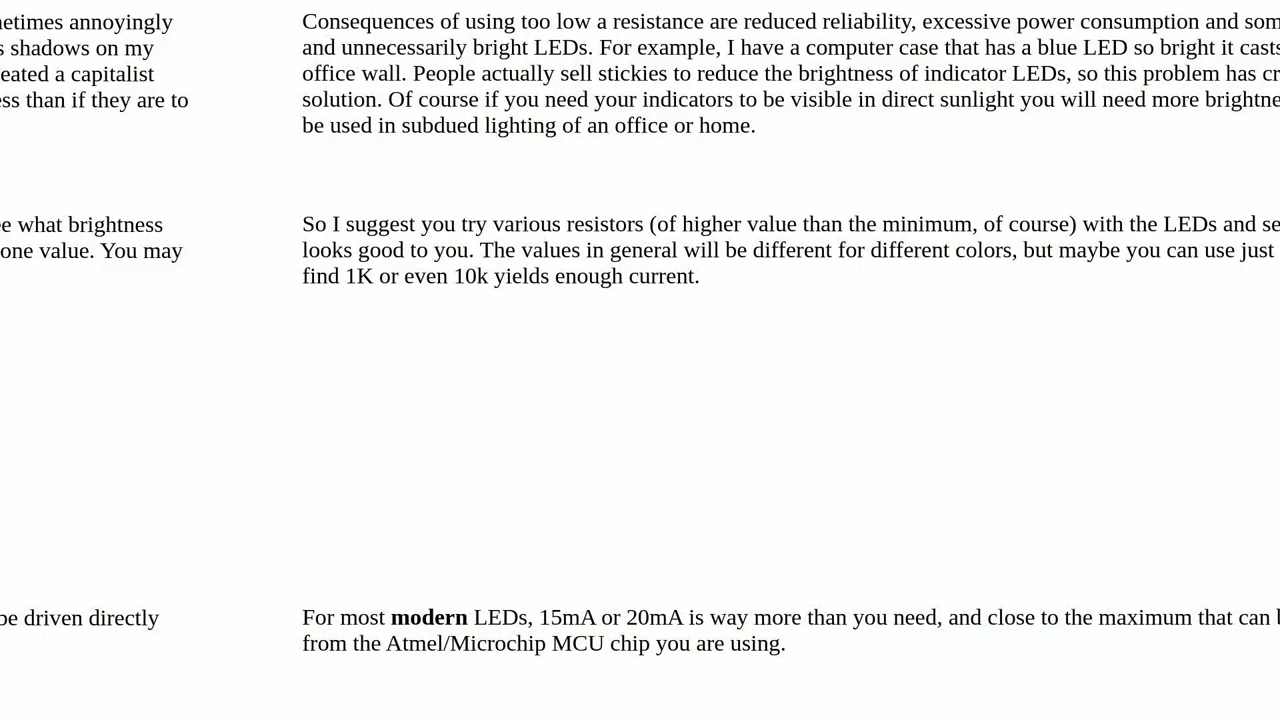 etimes annoyingly
s shadows on my
eated a capitalist
ess than if they are to
Consequences of using too low a resistance are reduced reliability, excessive power consumption and som
and unnecessarily bright LEDs. For example, I have a computer case that has a blue LED so bright it casts
office wall. People actually sell stickies to reduce the brightness of indicator LEDs, so this problem has cr
solution. Of course if you need your indicators to be visible in direct sunlight you will need more brightne
be used in subdued lighting of an office or home.
e what brightness
one value. You may
So I suggest you try various resistors (of higher value than the minimum, of course) with the LEDs and se
looks good to you. The values in general will be different for different colors, but maybe you can use just
find 1K or even 10k yields enough current.
be driven directly
For most modern LEDs, 15mA or 20mA is way more than you need, and close to the maximum that can
from the Atmel/Microchip MCU chip you are using.